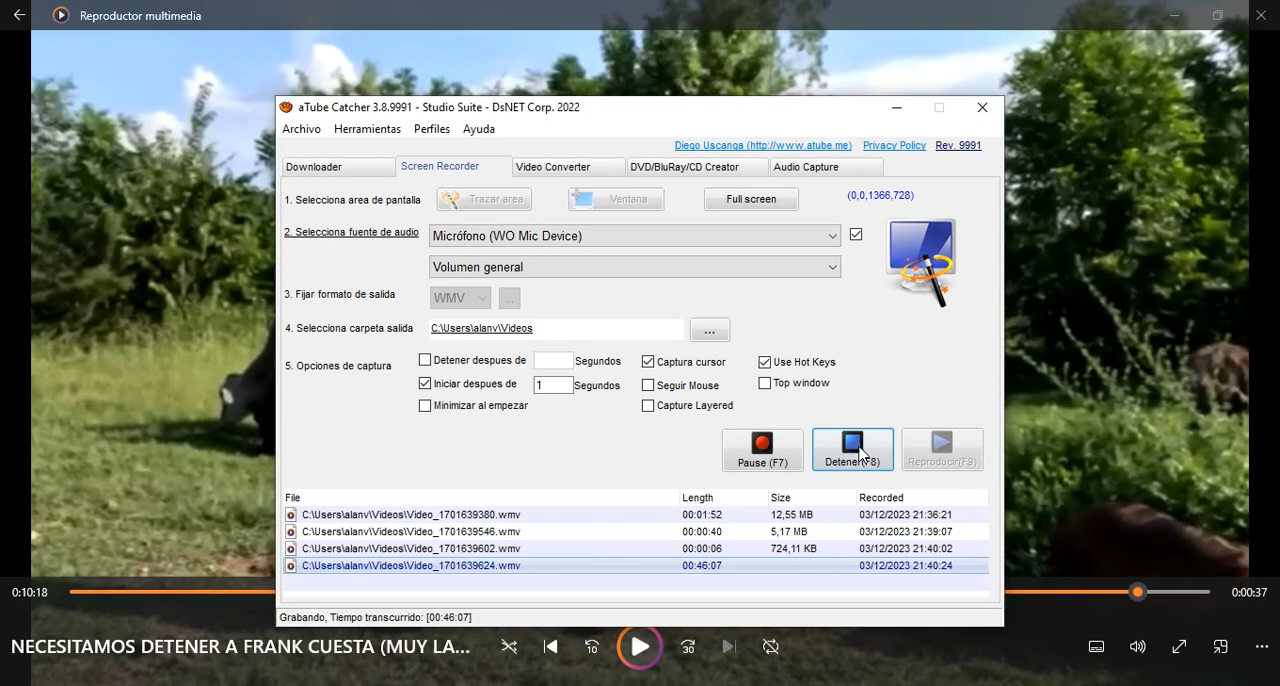 Reproductor multimedia
aTube Catcher 3.8.9991 - Studio Suite - DsNET Corp. 2022
Archivo Herramientas Perfiles Ayuda
Diego Uscanga (http://www.atube.me) Privacy Policy Rev. 9991
Downloader Screen Recorder Video Converter DVD/BluRay/CD Creator Audio Capture
1. Selecciona area de pantalla Trazar area Ventana Full screen (0,0,1366,728)
2. Selecciona fuente de audio Micrófono (WO Mic Device)
Volumen general
3. Fijar formato de salida WMV ...
4. Selecciona carpeta salida C:\Users\alanv\Videos ...
5. Opciones de captura Detener despues de Segundos Captura cursor Use Hot Keys
Iniciar despues de 1 Segundos Seguir Mouse Top window
Minimizar al empezar Capture Layered
Pause (F7) Detener(F8) Reproducir(F9)
File Length Size Recorded
C:\Users\alanv\Videos\Video_1701639380.wmv 00:01:52 12,55 MB 03/12/2023 21:36:21
C:\Users\alanv\Videos\Video_1701639546.wmv 00:00:40 5,17 MB 03/12/2023 21:39:07
C:\Users\alanv\Videos\Video_1701639602.wmv 00:00:06 724,11 KB 03/12/2023 21:40:02
C:\Users\alanv\Videos\Video_1701639624.wmv 00:46:07 03/12/2023 21:40:24
0:10:18 0:00:37
Grabando, Tiempo transcurrido: [00:46:07]
NECESITAMOS DETENER A FRANK CUESTA (MUY LA... 10 30